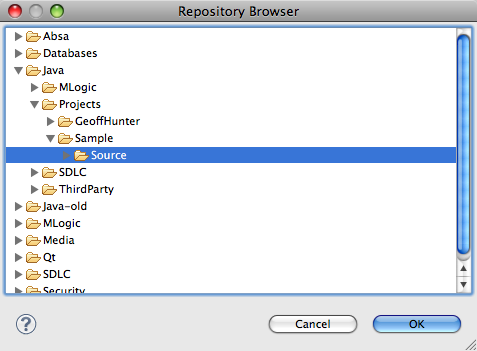 Repository Browser
Absa
Databases
Java
MLogic
Projects
GeoffHunter
Sample
Source
SDLC
ThirdParty
Java-old
MLogic
Media
Qt
SDLC
Security
?
Cancel
OK